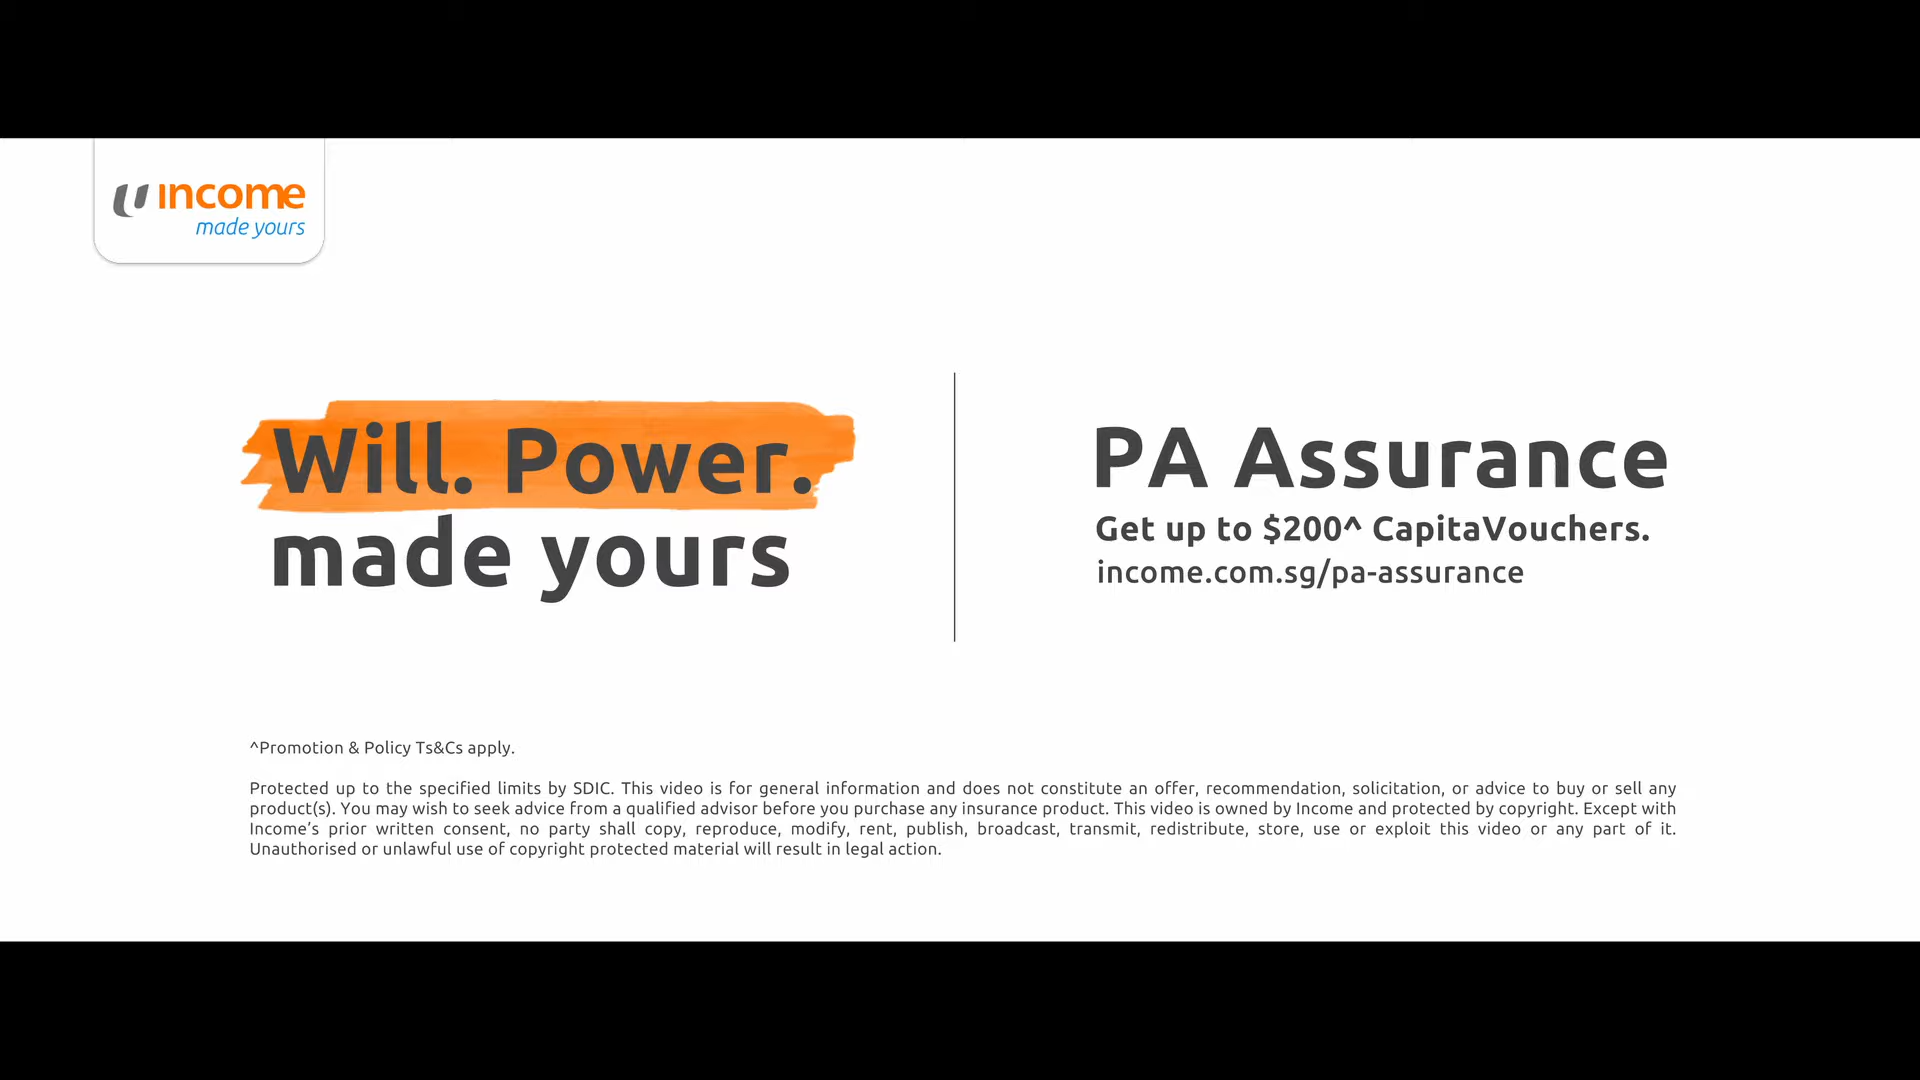 income
made yours
Will. Power.
made yours
PA Assurance
Get up to $200^ CapitaVouchers.
income.com.sg/pa-assurance
^Promotion & Policy Ts&Cs apply.
Protected up to the specified limits by SDIC. This video is for general information and does not constitute an offer, recommendation, solicitation, or advice to buy or sell any
product(s). You may wish to seek advice from a qualified advisor before you purchase any insurance product. This video is owned by Income and protected by copyright. Except with
Income’s prior written consent, no party shall copy, reproduce, modify, rent, publish, broadcast, transmit, redistribute, store, use or exploit this video or any part of it.
Unauthorised or unlawful use of copyright protected material will result in legal action.